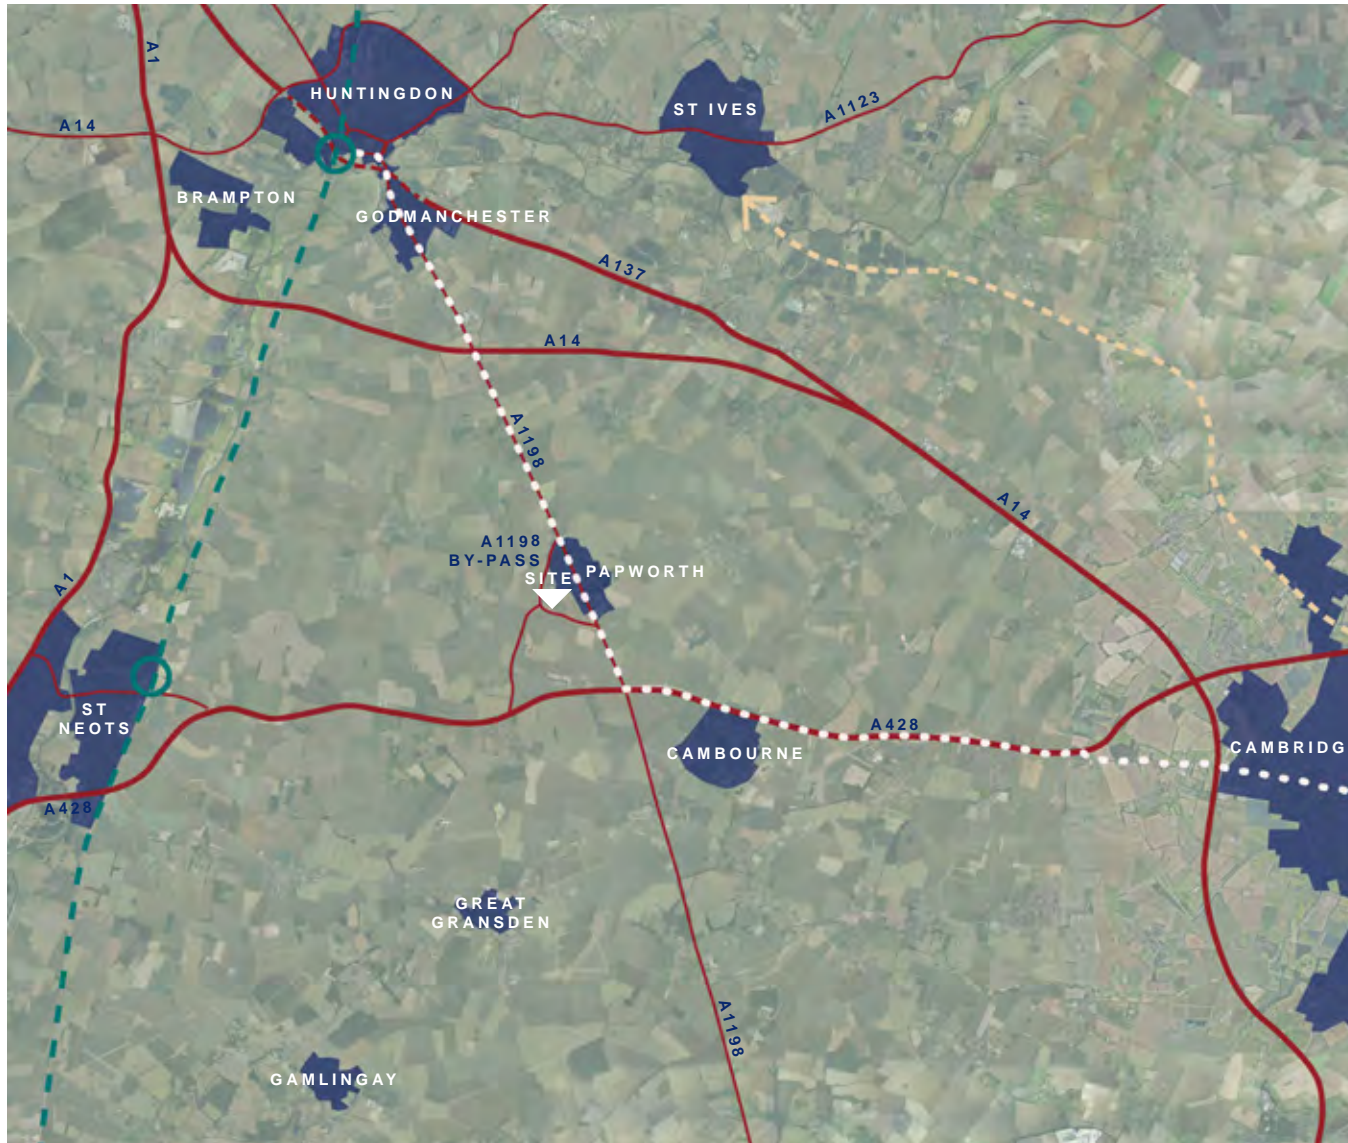 A1
HUNTINGDON
ST IVES
A1123
A14
BRAMPTON
GODMANCHESTER
A137
A14
A1198
A14
A1198
BY-PASS
SITE
PAPWORTH
A1
ST
NEOTS
A428
CAMBOURNE
CAMBRIDG
A428
GREAT
GRANSDEN
A1198
GAMLINGAY